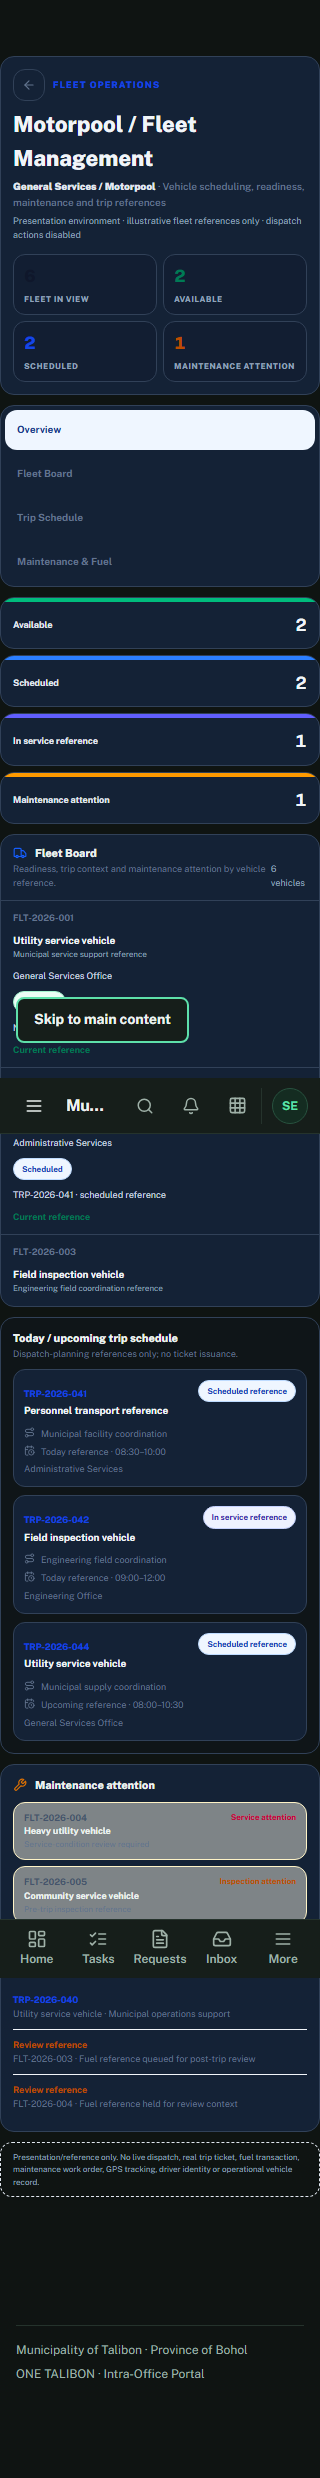 FLEET OPERATIONS
Motorpool / Fleet
Management
General Services / Motorpool · Vehicle scheduling, readiness,
maintenance and trip references
Presentation environment · illustrative fleet references only · dispatch
actions disabled
6
FLEET IN VIEW
2
AVAILABLE
2
SCHEDULED
1
MAINTENANCE ATTENTION
Overview
Fleet Board
Trip Schedule
Maintenance & Fuel
Available 2
Scheduled 2
In service reference 1
Maintenance attention 1
Fleet Board
Readiness, trip context and maintenance attention by vehicle
reference.
6
vehicles
FLT-2026-001
Utility service vehicle
Municipal service support reference
General Services Office
Skip to main content
Current reference
Mu...
SE
Administrative Services
Scheduled
TRP-2026-041 · scheduled reference
Current reference
FLT-2026-003
Field inspection vehicle
Engineering field coordination reference
Today / upcoming trip schedule
Dispatch-planning references only; no ticket issuance.
TRP-2026-041
Scheduled reference
Personnel transport reference
Municipal facility coordination
Today reference · 08:30–10:00
Administrative Services
TRP-2026-042
In service reference
Field inspection vehicle
Engineering field coordination
Today reference · 09:00–12:00
Engineering Office
TRP-2026-044
Scheduled reference
Utility service vehicle
Municipal supply coordination
Upcoming reference · 08:00–10:30
General Services Office
Maintenance attention
FLT-2026-004
Service attention
Heavy utility vehicle
Service condition review required
FLT-2026-005
Inspection attention
Community service vehicle
Pre-trip inspection reference
Home
Tasks
Requests
Inbox
More
TRP-2026-040
Utility service vehicle · Municipal operations support
Review reference
FLT-2026-003 · Fuel reference queued for post-trip review
Review reference
FLT-2026-004 · Fuel reference held for review context
Presentation/reference only. No live dispatch, real trip ticket, fuel transaction,
maintenance work order, GPS tracking, driver identity or operational vehicle
record.
Municipality of Talibon · Province of Bohol
ONE TALIBON · Intra-Office Portal